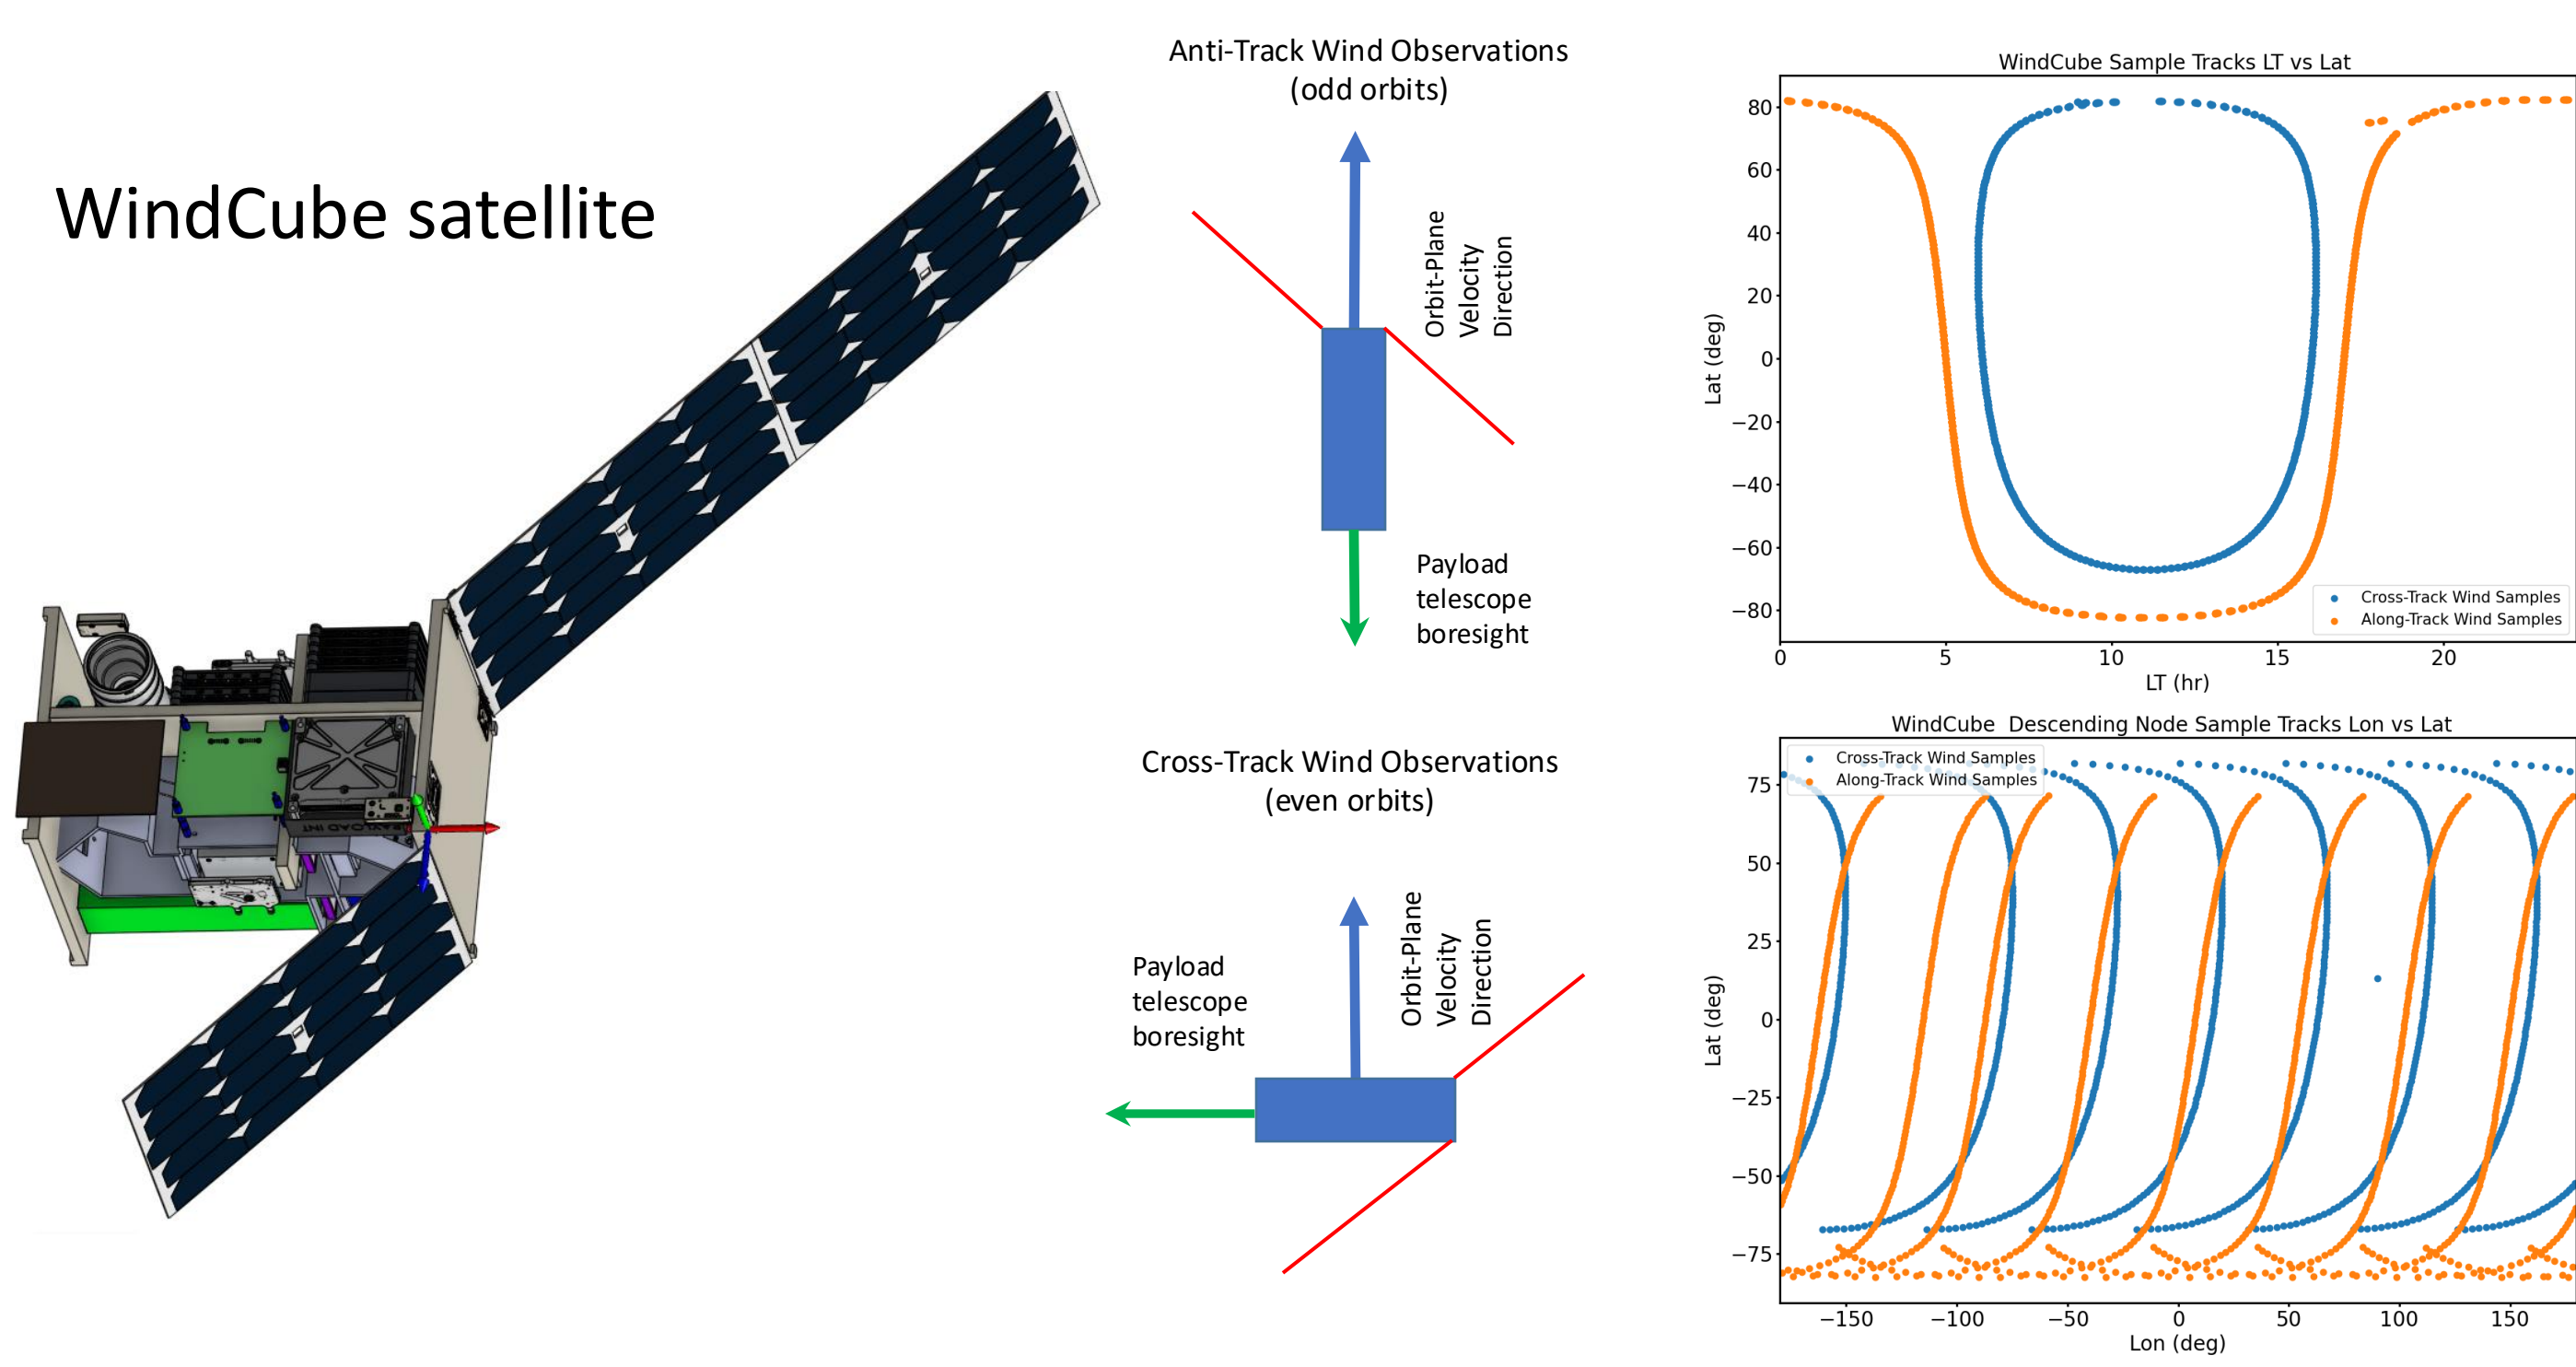 WindCube satellite
Anti-Track Wind Observations
(odd orbits)
Orbit-Plane
Velocity
Direction
Payload
telescope
boresight
Cross-Track Wind Observations
(even orbits)
Payload
telescope
boresight
Orbit-Plane
Velocity
Direction
WindCube Sample Tracks LT vs Lat
Lat (deg)
80
60
40
20
0
−20
−40
−60
−80
Cross-Track Wind Samples
Along-Track Wind Samples
0 5 10 15 20
LT (hr)
WindCube  Descending Node Sample Tracks Lon vs Lat
Cross-Track Wind Samples
Along-Track Wind Samples
Lat (deg)
75
50
25
0
−25
−50
−75
−150 −100 −50 0 50 100 150
Lon (deg)